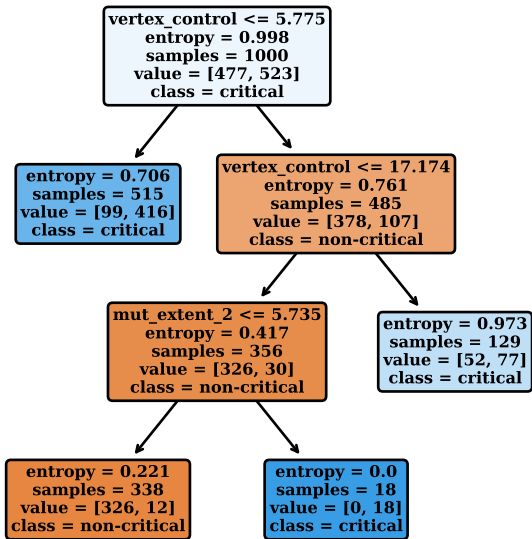 vertex_control <= 5.775
entropy = 0.998
samples = 1000
value = [477, 523]
class = critical
entropy = 0.706
samples = 515
value = [99, 416]
class = critical
vertex_control <= 17.174
entropy = 0.761
samples = 485
value = [378, 107]
class = non-critical
mut_extent_2 <= 5.735
entropy = 0.417
samples = 356
value = [326, 30]
class = non-critical
entropy = 0.973
samples = 129
value = [52, 77]
class = critical
entropy = 0.221
samples = 338
value = [326, 12]
class = non-critical
entropy = 0.0
samples = 18
value = [0, 18]
class = critical